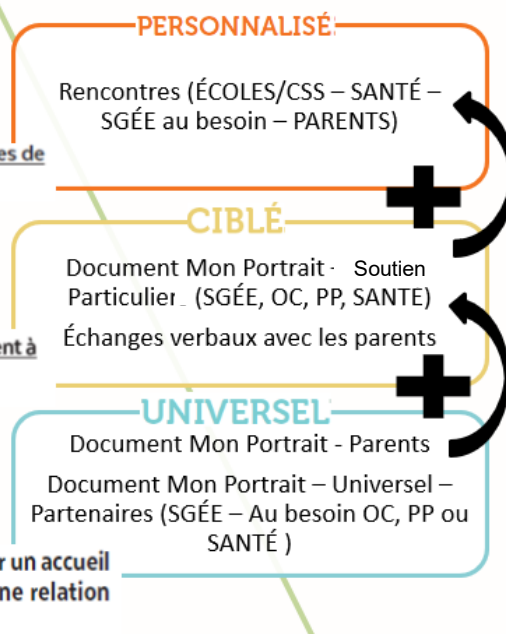 PERSONNALISÉ
Rencontres (ÉCOLES/CSS – SANTÉ –
SGÉE au besoin – PARENTS)
es de
CIBLÉ
Document Mon Portrait - Soutien
Particulier (SGÉE, OC, PP, SANTE)
Échanges verbaux avec les parents
ent à
UNIVERSEL
Document Mon Portrait - Parents
Document Mon Portrait – Universel –
Partenaires (SGÉE – Au besoin OC, PP ou
SANTÉ )
r un accueil
ne relation